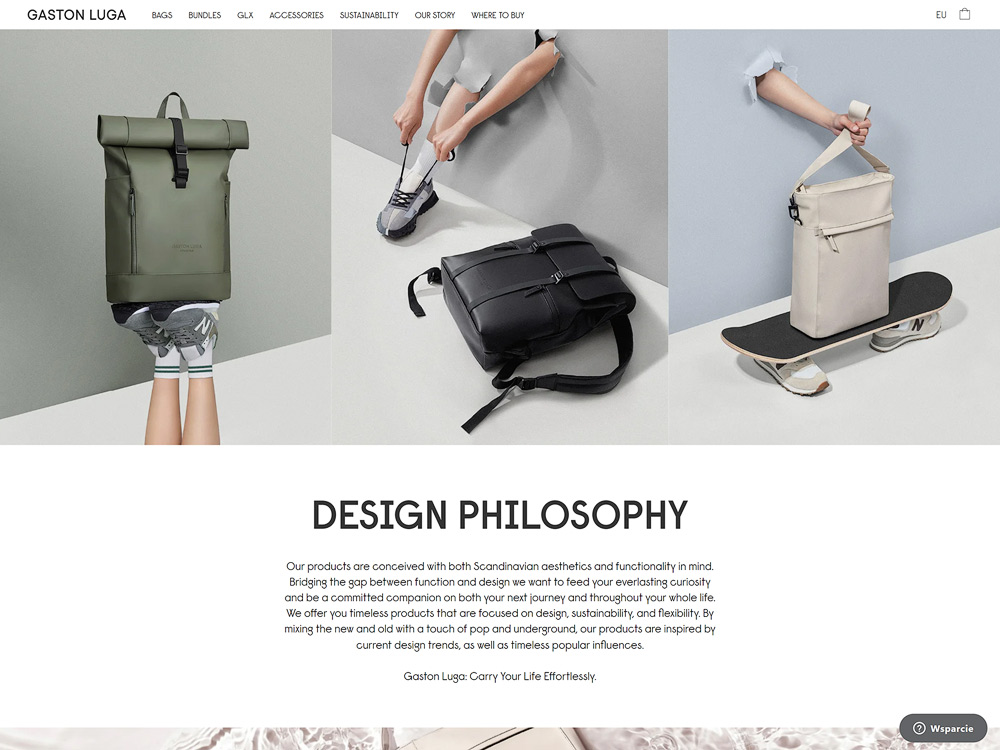 GASTON LUGA BAGS BUNDLES GLX ACCESSORIES SUSTAINABILITY OUR STORY WHERE TO BUY EU
GASTON LUGA
N
DESIGN PHILOSOPHY
Our products are conceived with both Scandinavian aesthetics and functionality in mind.
Bridging the gap between function and design we want to feed your everlasting curiosity
and be a committed companion on both your next journey and throughout your whole life.
We offer you timeless products that are focused on design, sustainability, and flexibility. By
mixing the new and old with a touch of pop and underground, our products are inspired by
current design trends, as well as timeless popular influences.
Gaston Luga: Carry Your Life Effortlessly.
Wsparcie